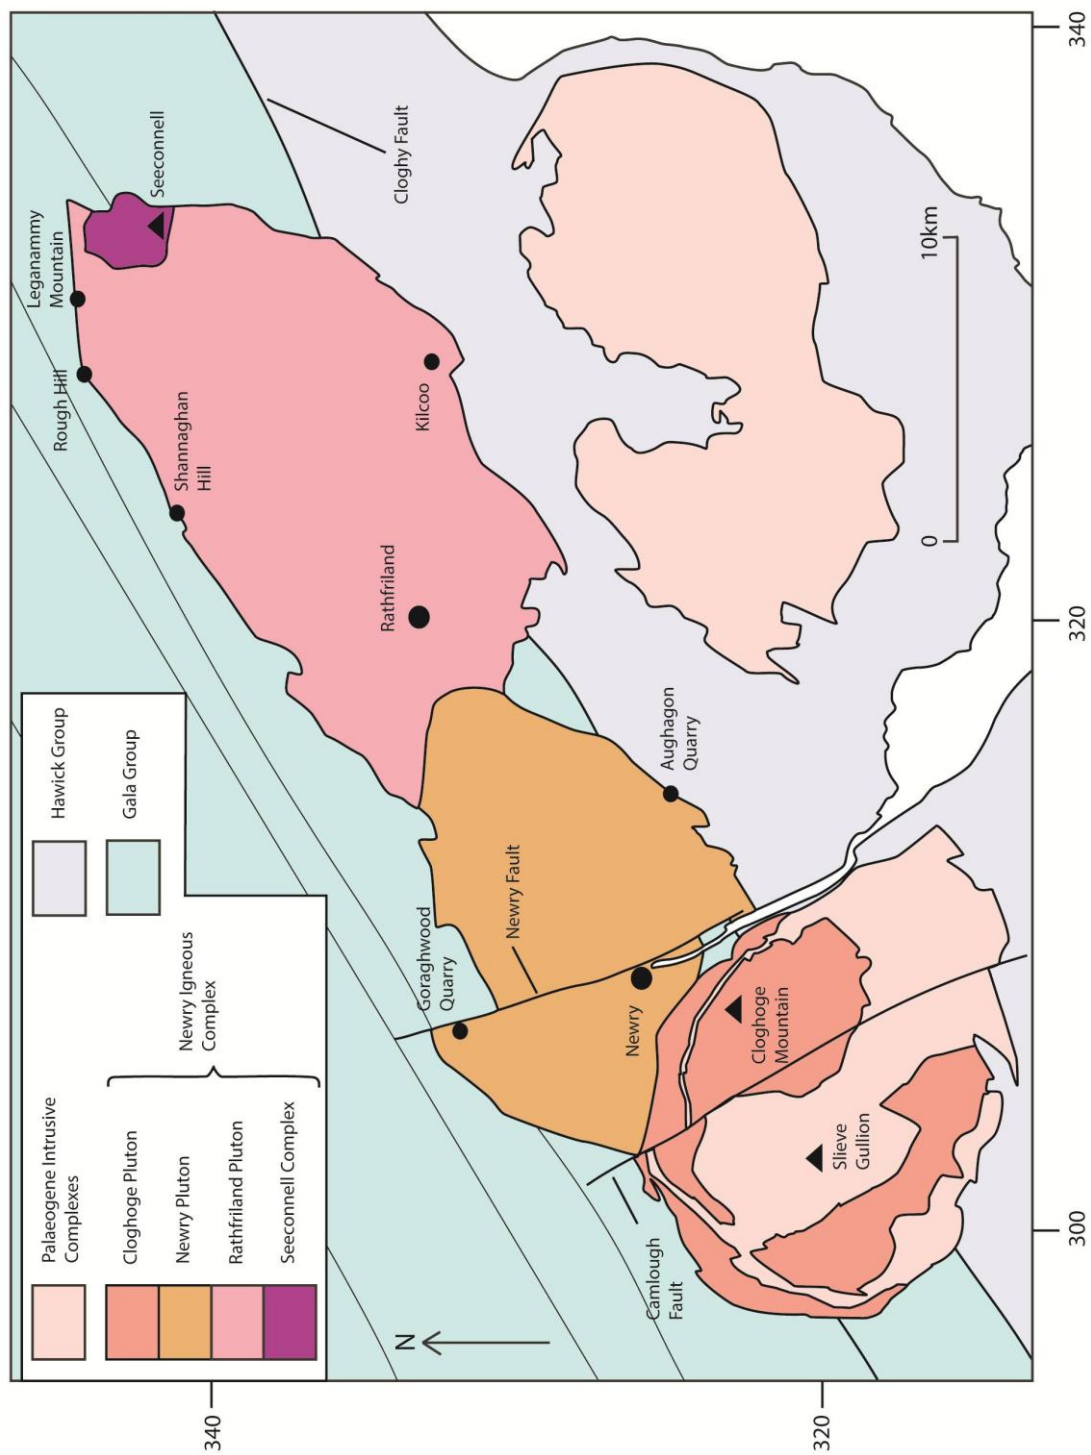 Palaeogene Intrusive
Complexes
Cloghoge Pluton
Newry Pluton
Rathfriland Pluton
Seeconnell Complex
Newry Igneous
Complex
Hawick Group
Gala Group
Leganammy
Mountain
Seeconnell
Rough Hill
Shannaghan
Hill
Cloghy Fault
Kilcoo
Rathfriland
Goraghwood
Quarry
Newry Fault
Aughagon
Quarry
Newry
Cloghoge
Mountain
Slieve
Gullion
Camlough
Fault
N
0
10km
340
320
300
320
340